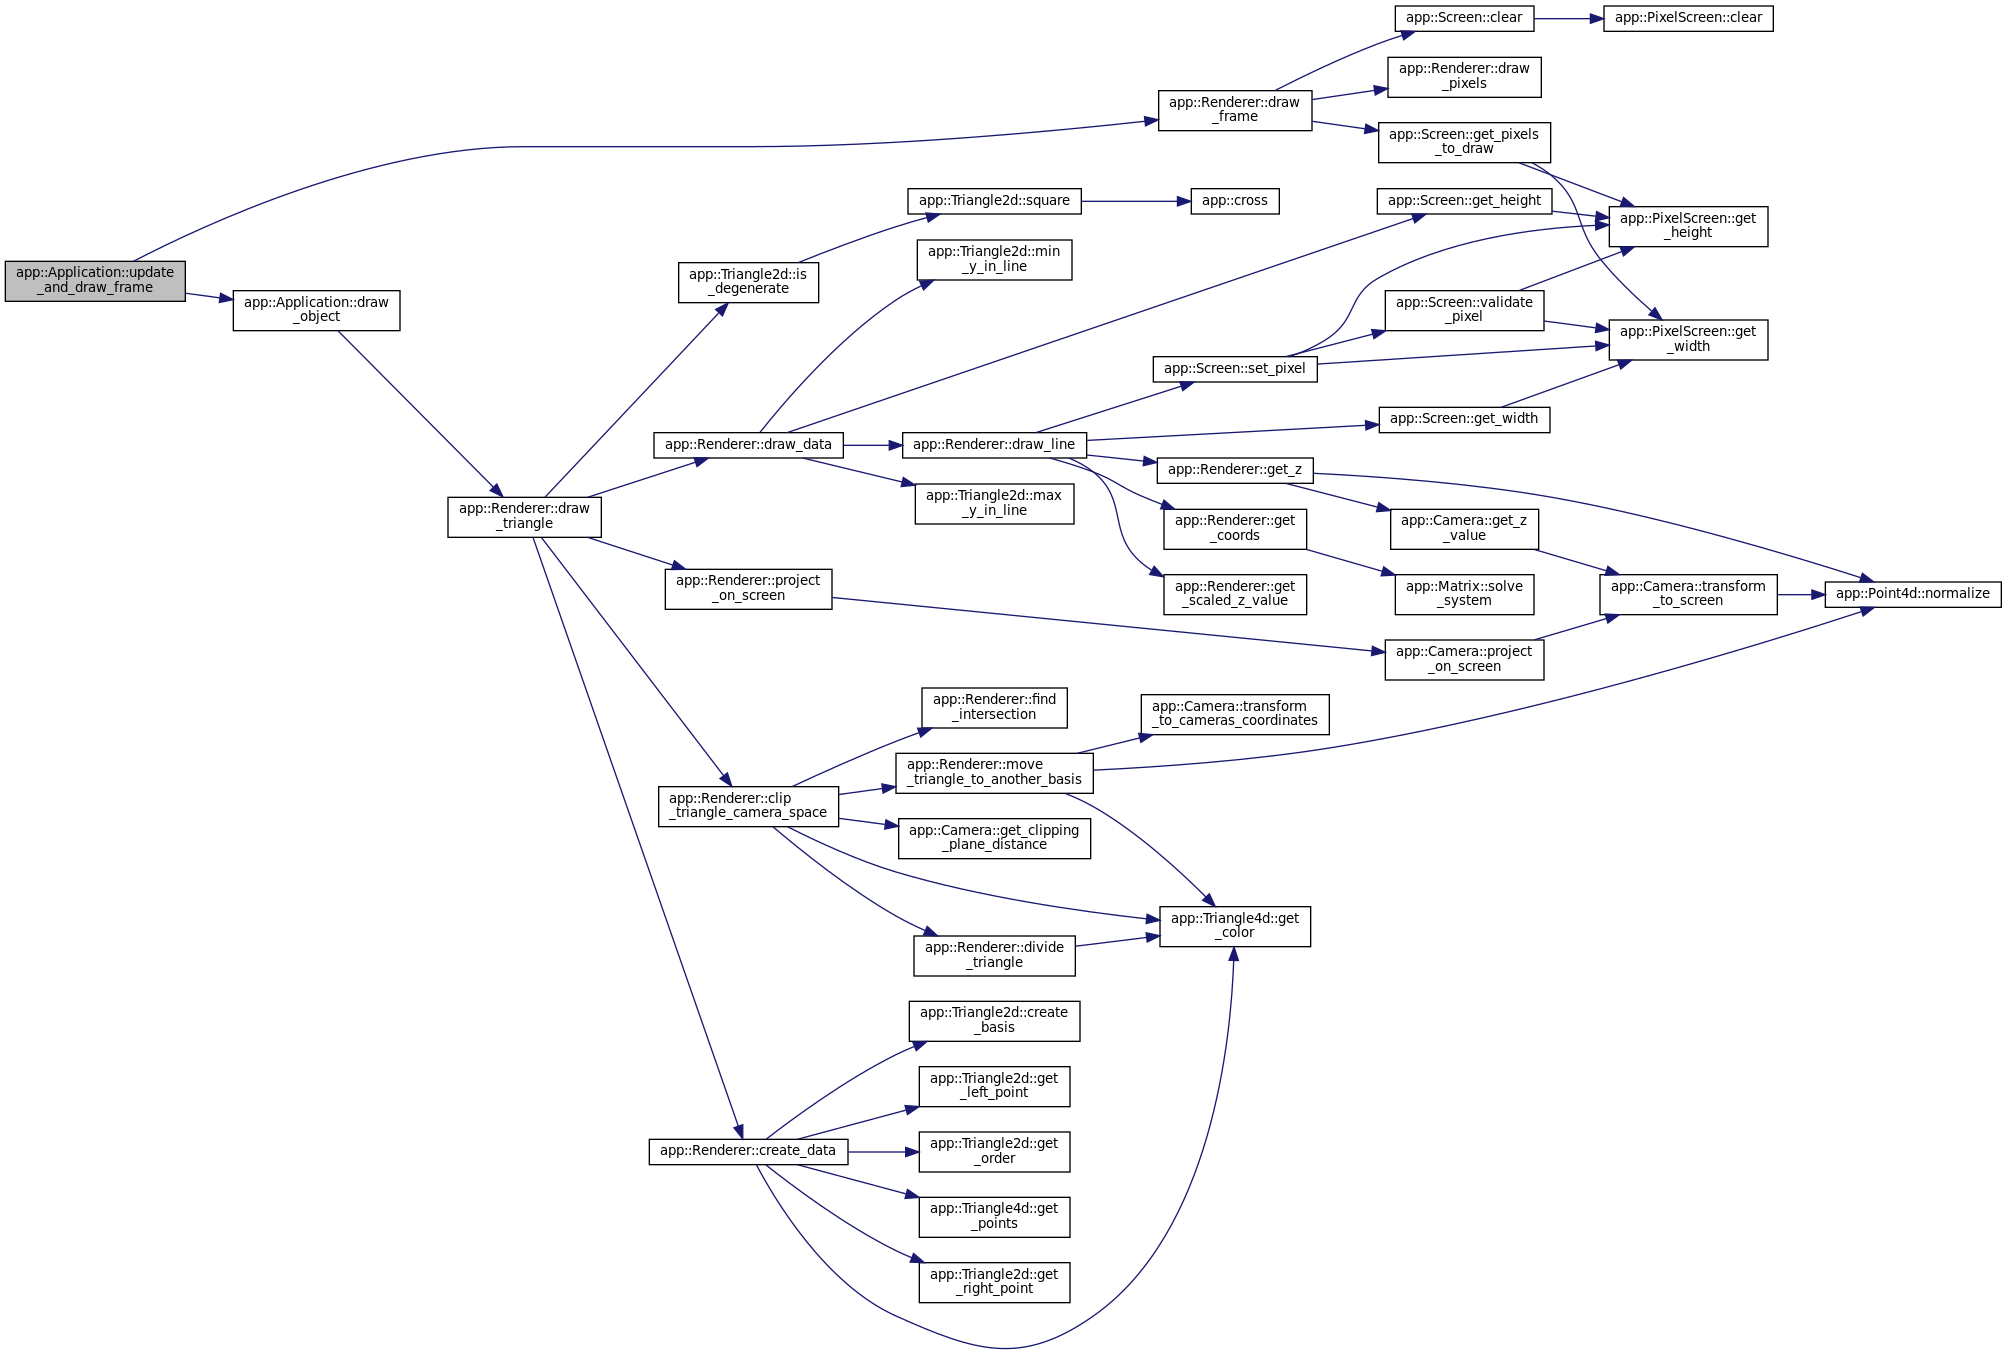 app::Application::update
_and_draw_frame
app::Application::draw
_object
app::Renderer::draw
_triangle
app::Triangle2d::is
_degenerate
app::Renderer::draw_data
app::Renderer::project
_on_screen
app::Renderer::clip
_triangle_camera_space
app::Renderer::create_data
app::Triangle2d::square
app::Triangle2d::min
_y_in_line
app::Renderer::draw_line
app::Triangle2d::max
_y_in_line
app::Renderer::find
_intersection
app::Renderer::move
_triangle_to_another_basis
app::Camera::get_clipping
_plane_distance
app::Renderer::divide
_triangle
app::Triangle2d::create
_basis
app::Triangle2d::get
_left_point
app::Triangle2d::get
_order
app::Triangle4d::get
_points
app::Triangle2d::get
_right_point
app::Renderer::draw
_frame
app::cross
app::Screen::set_pixel
app::Renderer::get_z
app::Renderer::get
_coords
app::Renderer::get
_scaled_z_value
app::Camera::transform
_to_cameras_coordinates
app::Triangle4d::get
_color
app::Screen::clear
app::Renderer::draw
_pixels
app::Screen::get_pixels
_to_draw
app::Screen::get_height
app::Screen::validate
_pixel
app::Screen::get_width
app::Camera::get_z
_value
app::Matrix::solve
_system
app::Camera::project
_on_screen
app::PixelScreen::clear
app::PixelScreen::get
_height
app::PixelScreen::get
_width
app::Camera::transform
_to_screen
app::Point4d::normalize